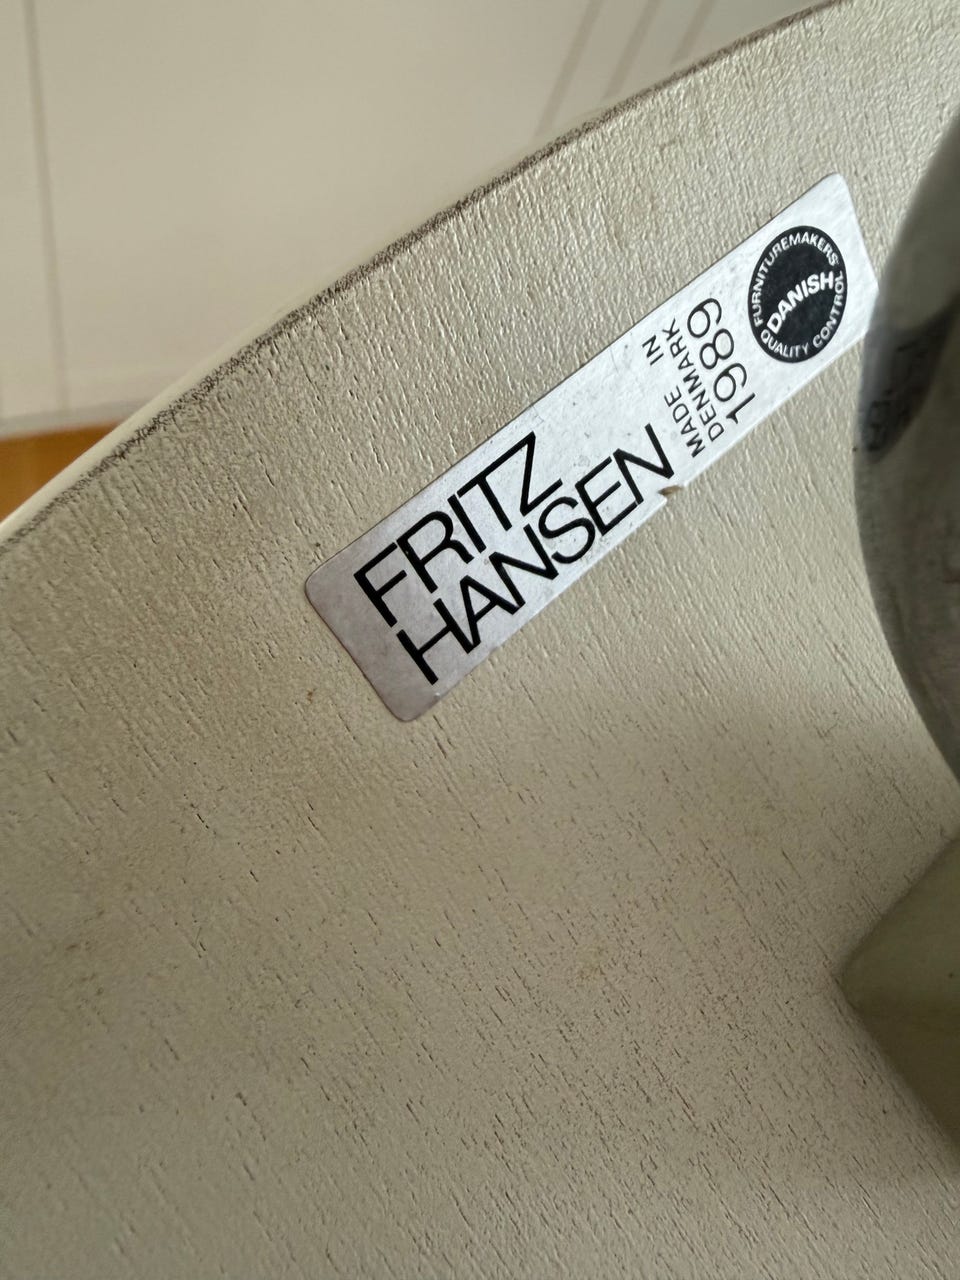 FRITZ
HANSEN
MADE IN
DENMARK
1989
FURNITUREMAKERS
DANISH
QUALITY CONTROL